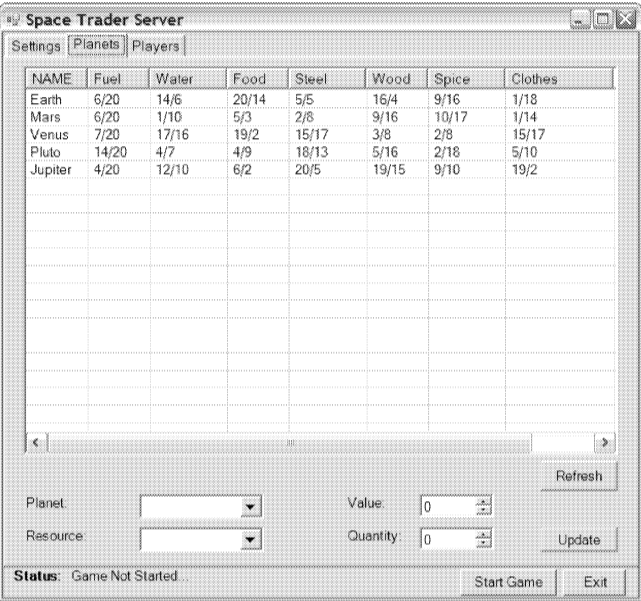 Space Trader Server
Settings Planets Players
NAME Fuel Water Food Steel Wood Spice Clothes
Earth 6/20 14/6 20/14 5/5 16/4 9/16 1/18
Mars 6/20 1/10 5/3 2/8 9/16 10/17 1/14
Venus 7/20 17/16 19/2 15/17 3/8 2/8 15/17
Pluto 14/20 4/7 4/9 18/13 5/16 2/18 5/10
Jupiter 4/20 12/10 6/2 20/5 19/15 9/10 19/2
Refresh
Planet: Value: 0
Resource: Quantity: 0 Update
Status: Game Not Started... Start Game Exit